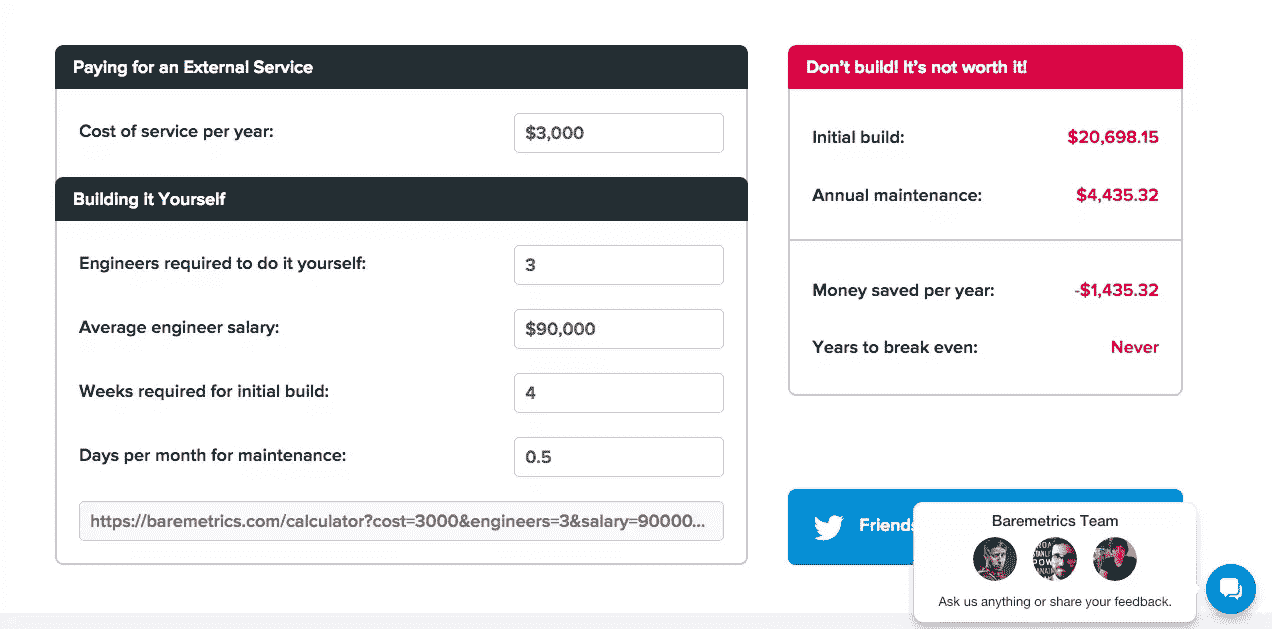 Paying for an External Service
Cost of service per year:
$3,000
Building it Yourself
Engineers required to do it yourself:
3
Average engineer salary:
$90,000
Weeks required for initial build:
4
Days per month for maintenance:
0.5
https://baremetrics.com/calculator?cost=3000&engineers=3&salary=90000...
Don't build! It's not worth it!
Initial build:
$20,698.15
Annual maintenance:
$4,435.32
Money saved per year:
-$1,435.32
Years to break even:
Never
Friends
Baremetrics Team
Ask us anything or share your feedback.